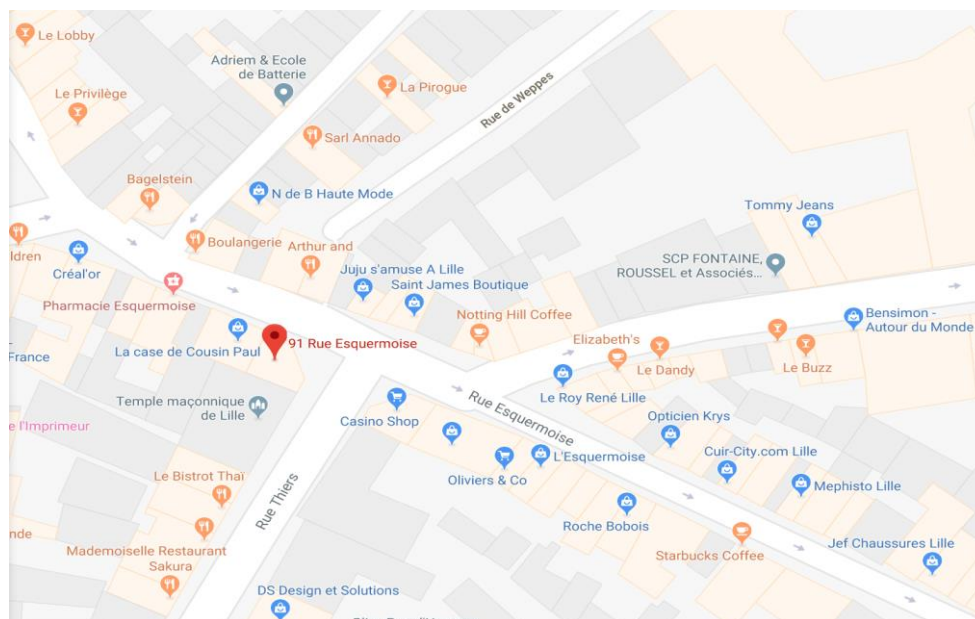 Le Lobby
Adriem & Ecole
de Batterie
La Pirogue
Le Privilège
Rue de Weppes
Sarl Annado
Bagelstein
N de B Haute Mode
Tommy Jeans
Boulangerie
Arthur and
ldren
SCP FONTAINE,
ROUSSEL et Associés...
Créal'or
Juju s'amuse A Lille
Saint James Boutique
Pharmacie Esquermoise
Notting Hill Coffee
Bensimon -
Autour du Monde
91 Rue Esquermoise
Elizabeth's
France
La case de Cousin Paul
Le Dandy
Le Buzz
Temple maçonnique
de Lille
Le Roy René Lille
Rue Esquermoise
Casino Shop
Opticien Krys
e l'Imprimeur
Cuir-City.com Lille
L'Esquermoise
Oliviers & Co
Le Bistrot Thaï
Mephisto Lille
Rue Thiers
Roche Bobois
nde
Mademoiselle Restaurant
Sakura
Starbucks Coffee
Jef Chaussures Lille
DS Design et Solutions